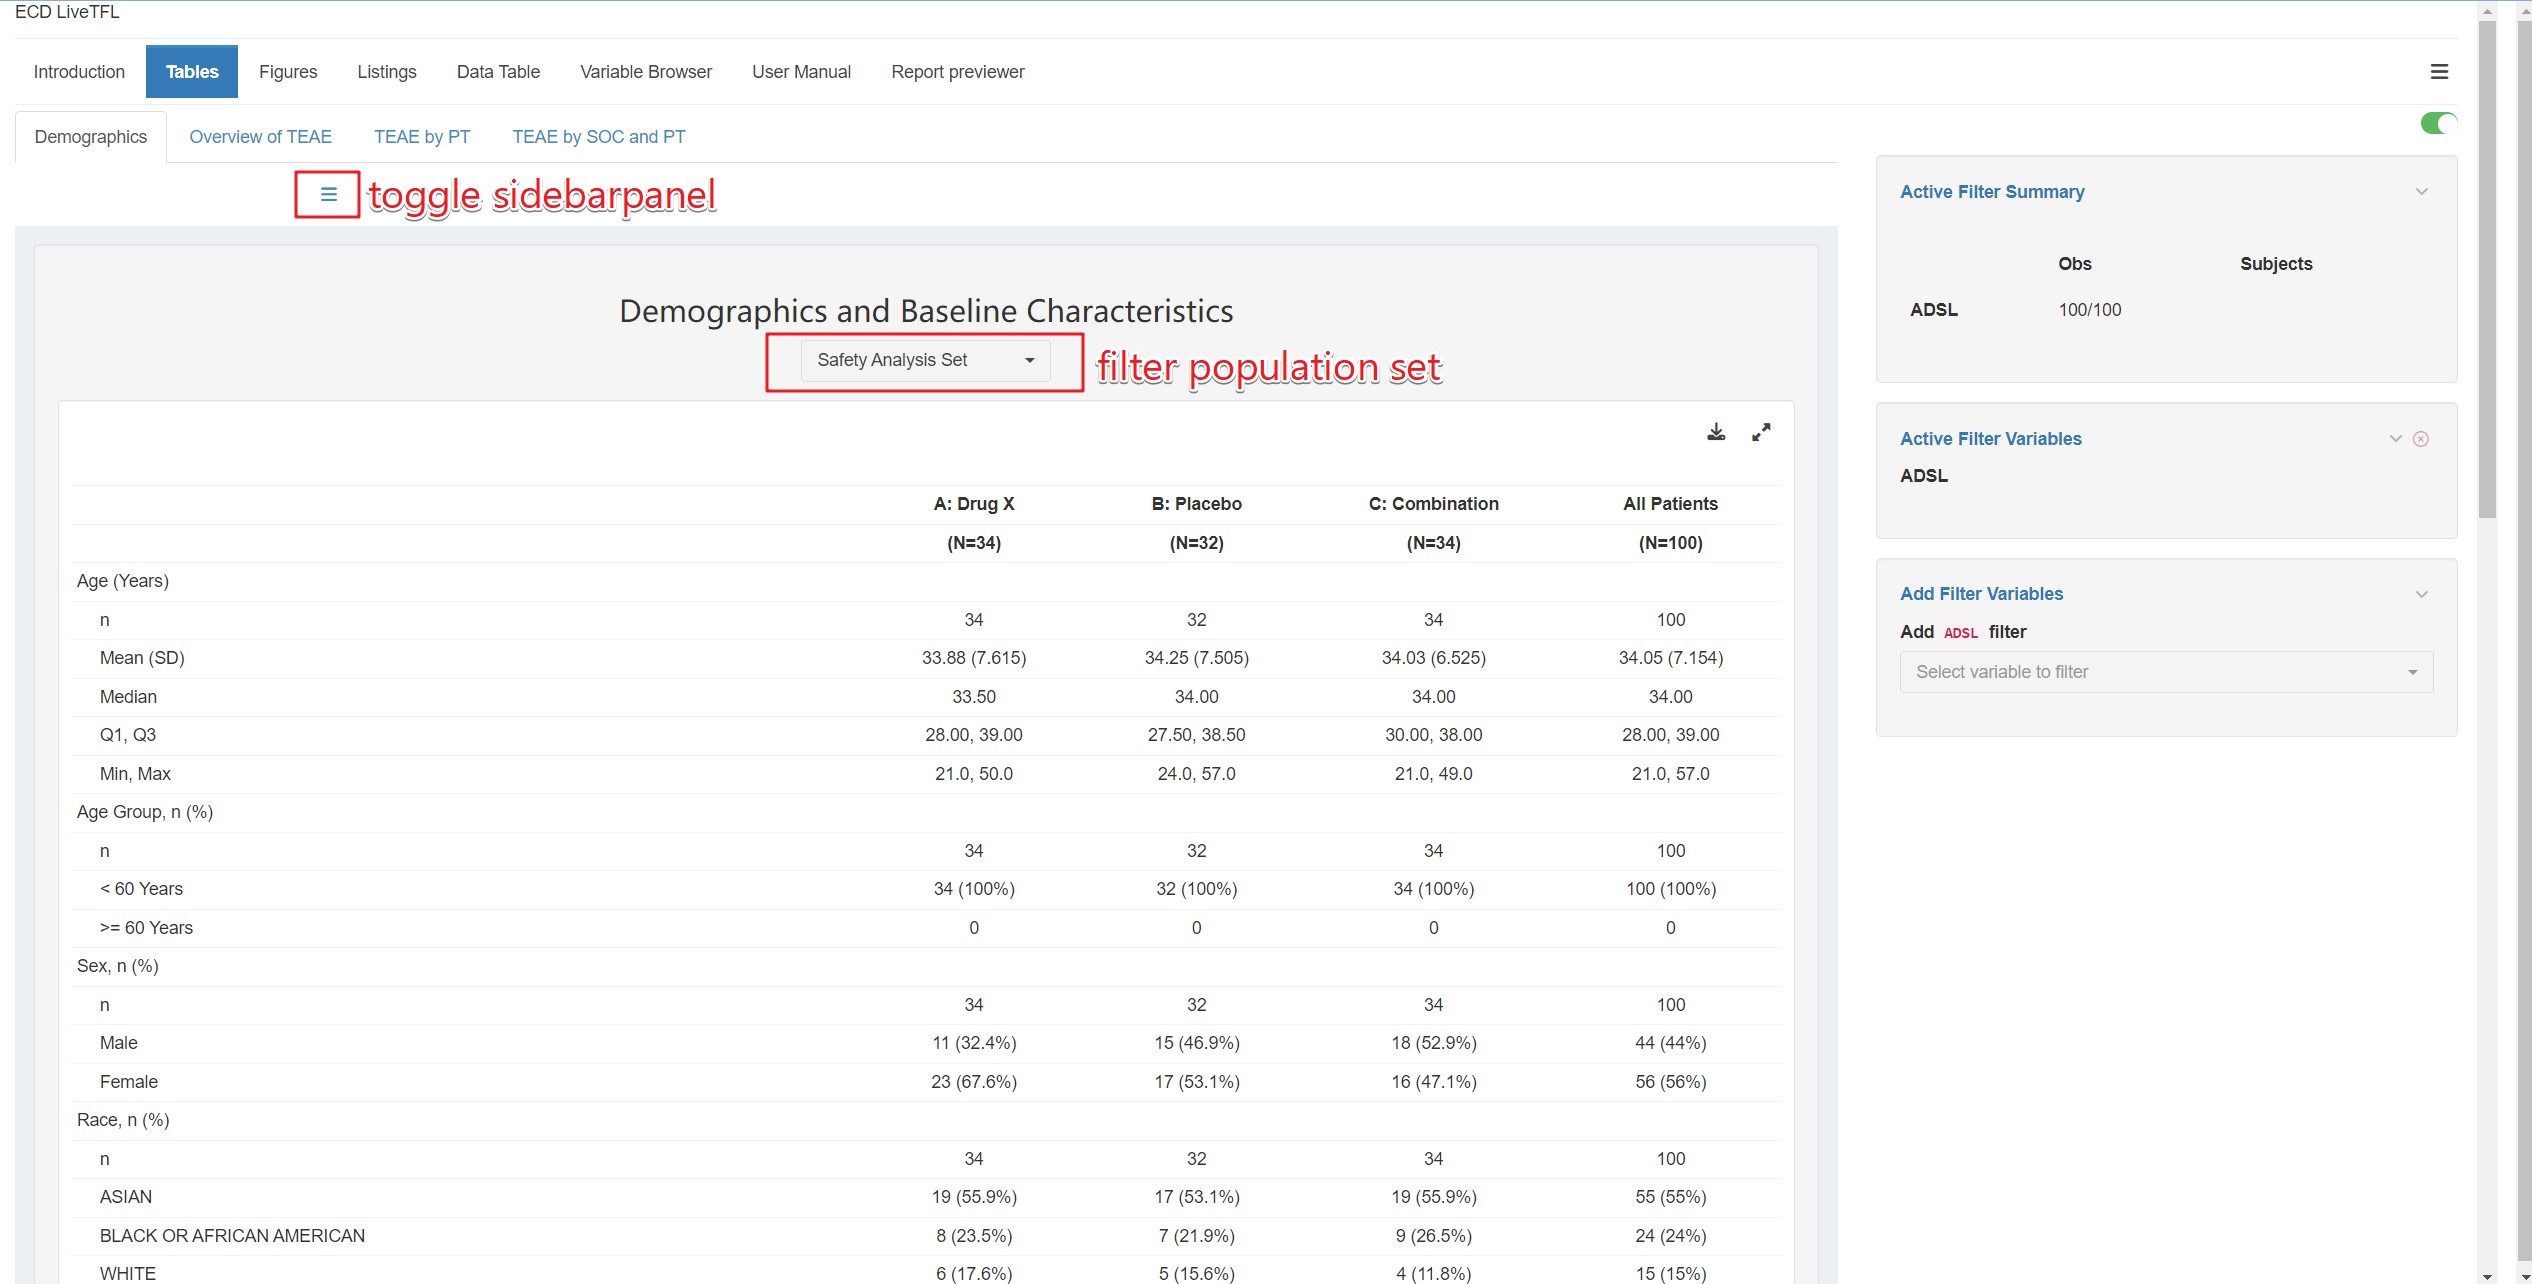 ECD LiveTFL
Introduction Tables Figures Listings Data Table Variable Browser User Manual Report previewer
Demographics Overview of TEAE TEAE by PT TEAE by SOC and PT
toggle sidebarpanel
Demographics and Baseline Characteristics
Safety Analysis Set filter population set
A: Drug X B: Placebo C: Combination All Patients
(N=34) (N=32) (N=34) (N=100)
Age (Years)
n 34 32 34 100
Mean (SD) 33.88 (7.615) 34.25 (7.505) 34.03 (6.525) 34.05 (7.154)
Median 33.50 34.00 34.00 34.00
Q1, Q3 28.00, 39.00 27.50, 38.50 30.00, 38.00 28.00, 39.00
Min, Max 21.0, 50.0 24.0, 57.0 21.0, 49.0 21.0, 57.0
Age Group, n (%)
n 34 32 34 100
< 60 Years 34 (100%) 32 (100%) 34 (100%) 100 (100%)
>= 60 Years 0 0 0 0
Sex, n (%)
n 34 32 34 100
Male 11 (32.4%) 15 (46.9%) 18 (52.9%) 44 (44%)
Female 23 (67.6%) 17 (53.1%) 16 (47.1%) 56 (56%)
Race, n (%)
n 34 32 34 100
ASIAN 19 (55.9%) 17 (53.1%) 19 (55.9%) 55 (55%)
BLACK OR AFRICAN AMERICAN 8 (23.5%) 7 (21.9%) 9 (26.5%) 24 (24%)
WHITE 6 (17.6%) 5 (15.6%) 4 (11.8%) 15 (15%)
Active Filter Summary
Obs Subjects
ADSL 100/100
Active Filter Variables
ADSL
Add Filter Variables
Add ADSL filter
Select variable to filter